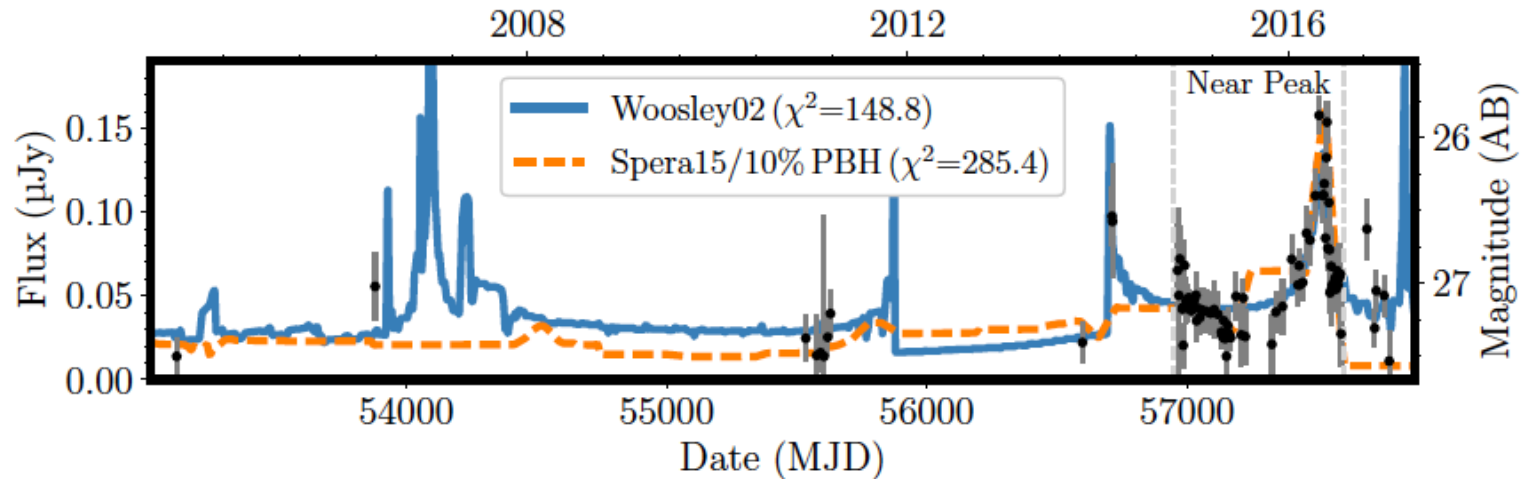 2008 2012 2016
Near Peak
Woosley02 (χ²=148.8)
Spera15/10% PBH (χ²=285.4)
Flux (μJy)
0.15
0.10
0.05
0.00
26
27
Magnitude (AB)
54000 55000 56000 57000
Date (MJD)